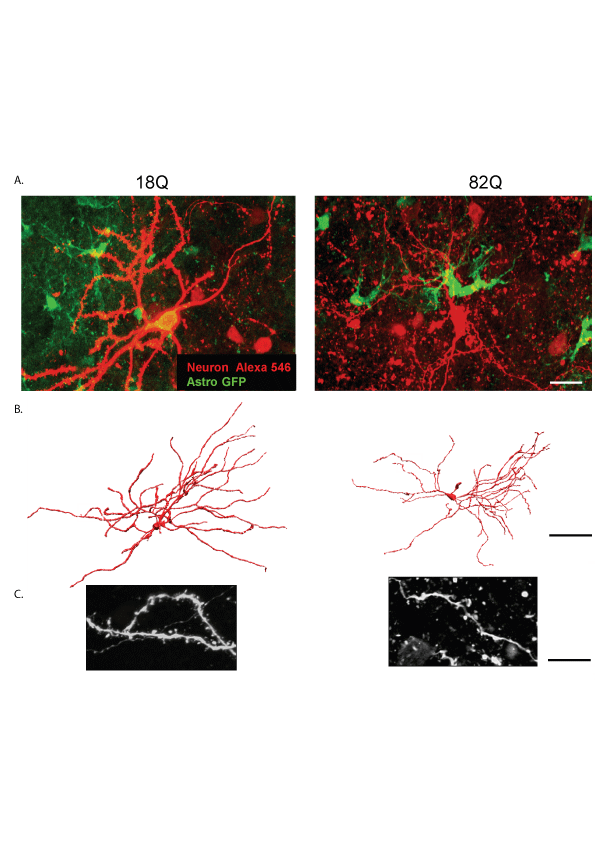 A.
18Q
82Q
Neuron Alexa 546
Astro GFP
B.
C.